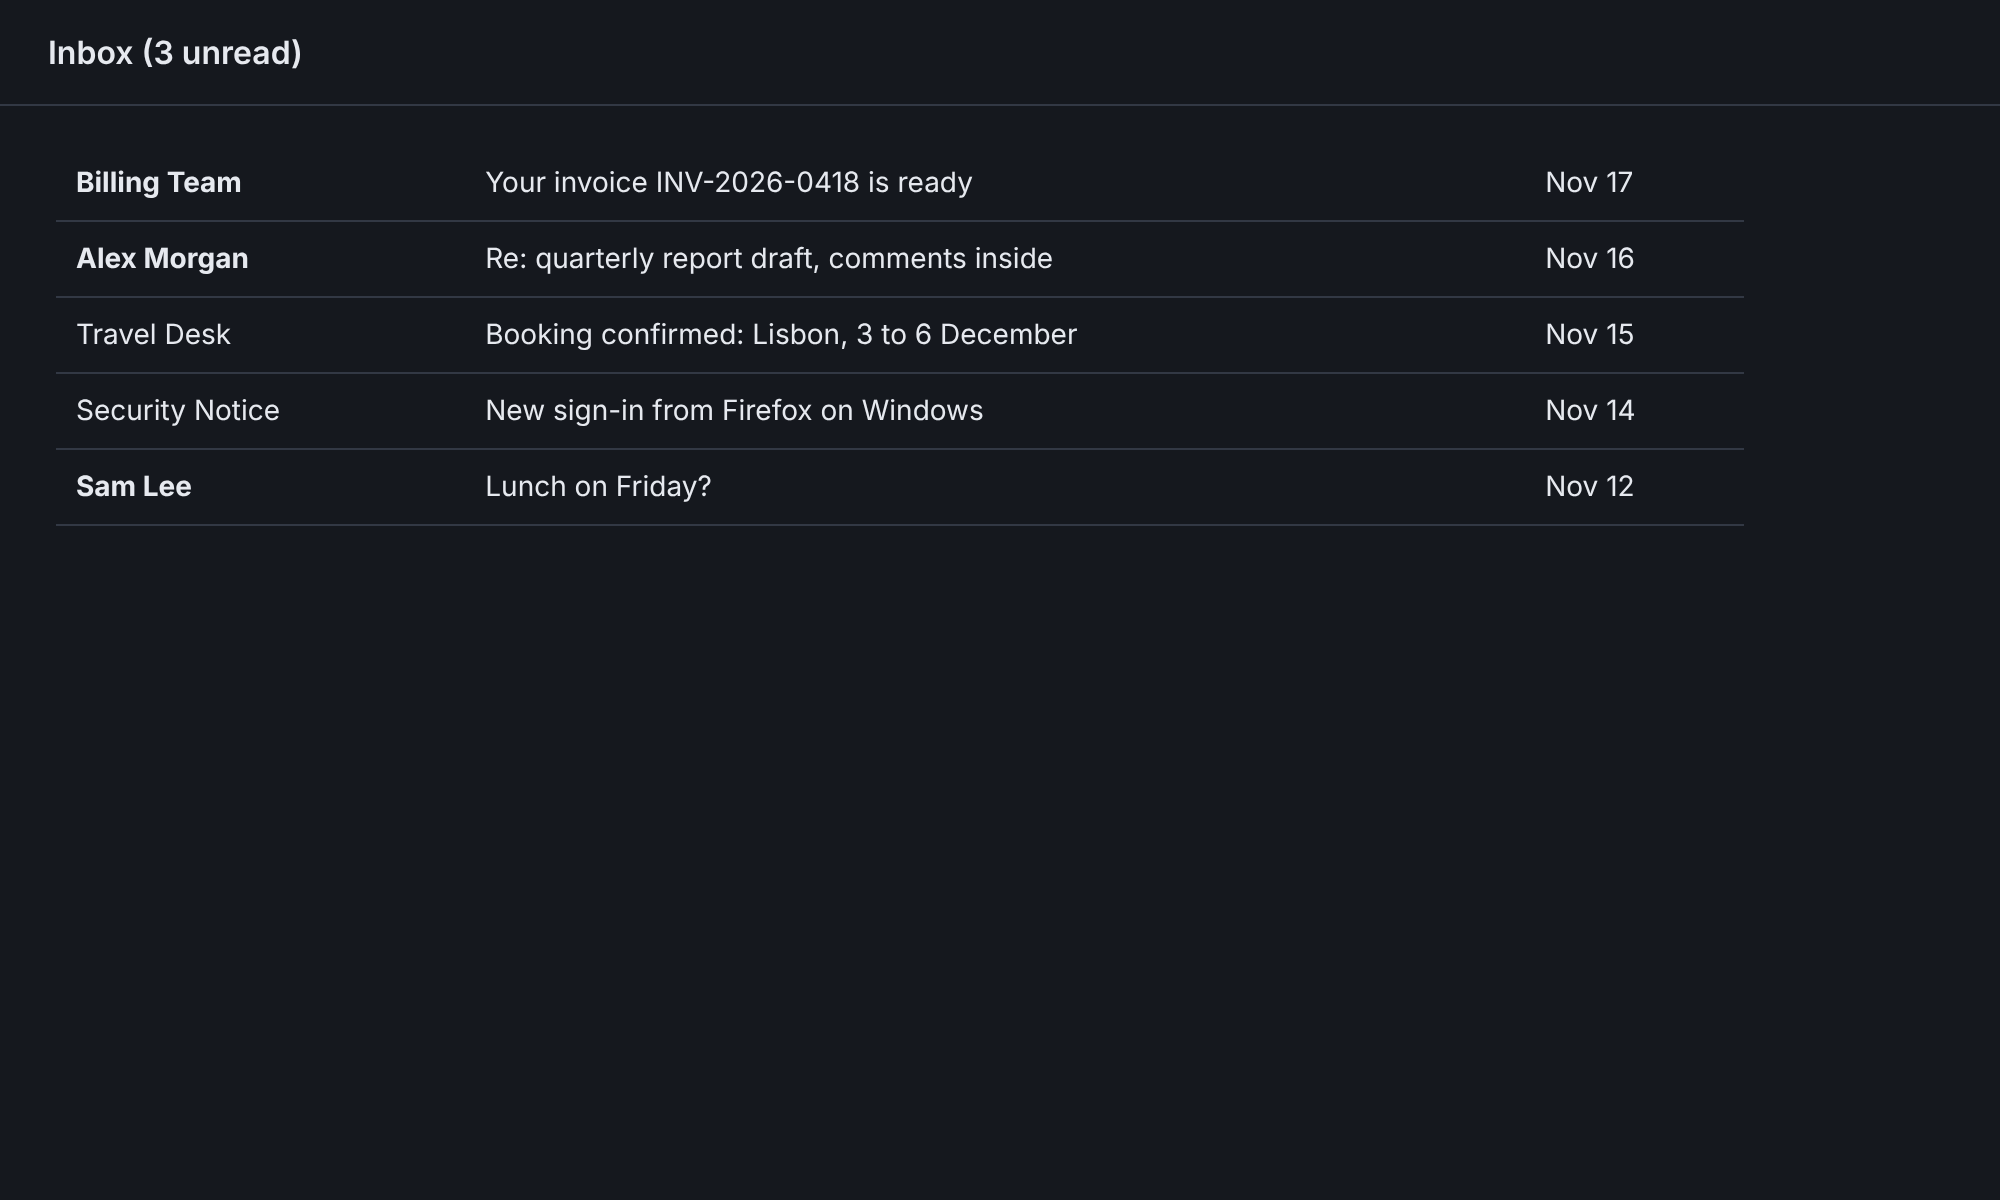 Inbox (3 unread)
Billing Team Your invoice INV-2026-0418 is ready Nov 17
Alex Morgan Re: quarterly report draft, comments inside Nov 16
Travel Desk Booking confirmed: Lisbon, 3 to 6 December Nov 15
Security Notice New sign-in from Firefox on Windows Nov 14
Sam Lee Lunch on Friday? Nov 12